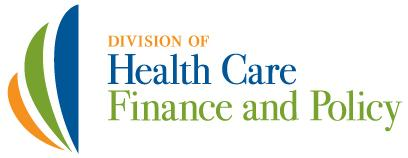 DIVISION OF
Health Care
Finance and Policy